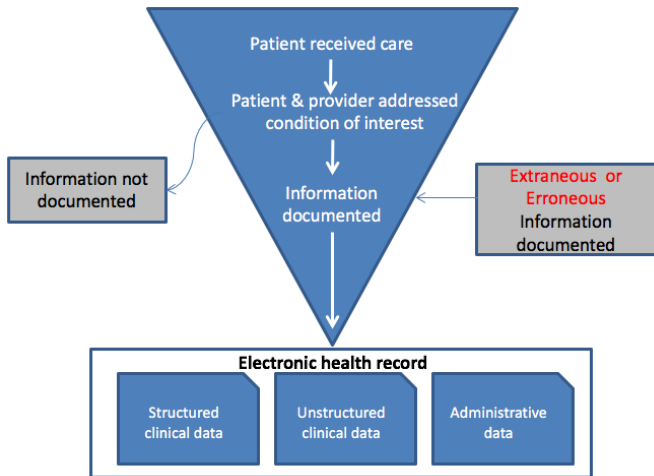 Patient received care
Patient & provider addressed
condition of interest
Information not
documented
Information
documented
Extraneous or
Erroneous
Information
documented
Electronic health record
Structured
clinical data
Unstructured
clinical data
Administrative
data